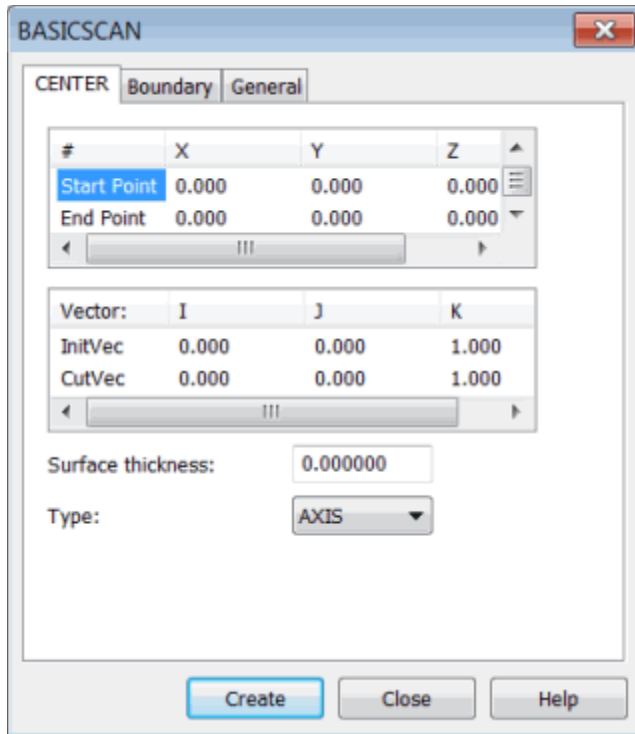 BASICSCAN
CENTER Boundary General
# X Y Z
Start Point 0.000 0.000 0.000
End Point 0.000 0.000 0.000
Vector: I J K
InitVec 0.000 0.000 1.000
CutVec 0.000 0.000 1.000
Surface thickness: 0.000000
Type: AXIS
Create Close Help